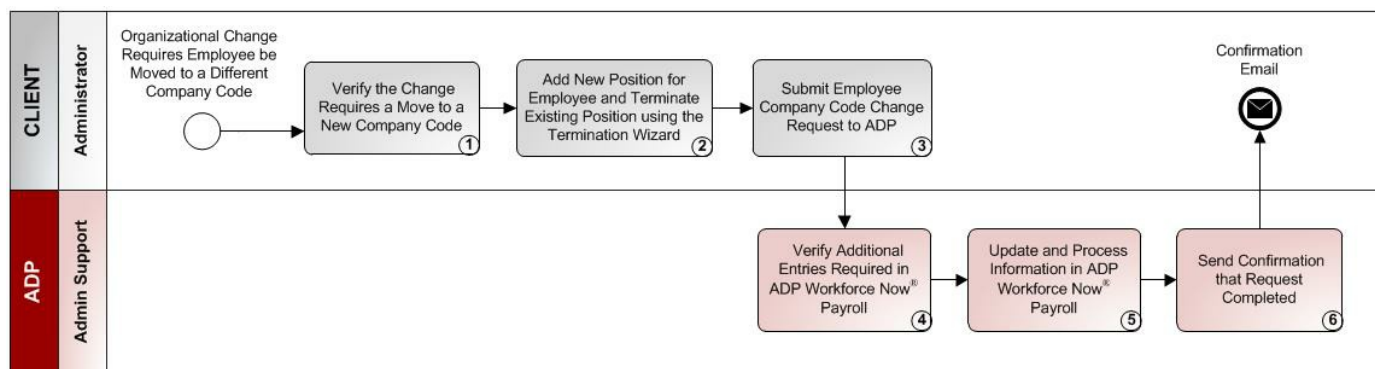 CLIENT
Administrator
Organizational Change
Requires Employee be
Moved to a Different
Company Code
Verify the Change
Requires a Move to a
New Company Code
1
Add New Position for
Employee and Terminate
Existing Position using the
Termination Wizard
2
Submit Employee
Company Code Change
Request to ADP
3
Confirmation
Email
ADP
Admin Support
Verify Additional
Entries Required in
ADP Workforce Now®
Payroll
4
Update and Process
Information in ADP
Workforce Now®
Payroll
5
Send Confirmation
that Request
Completed
6